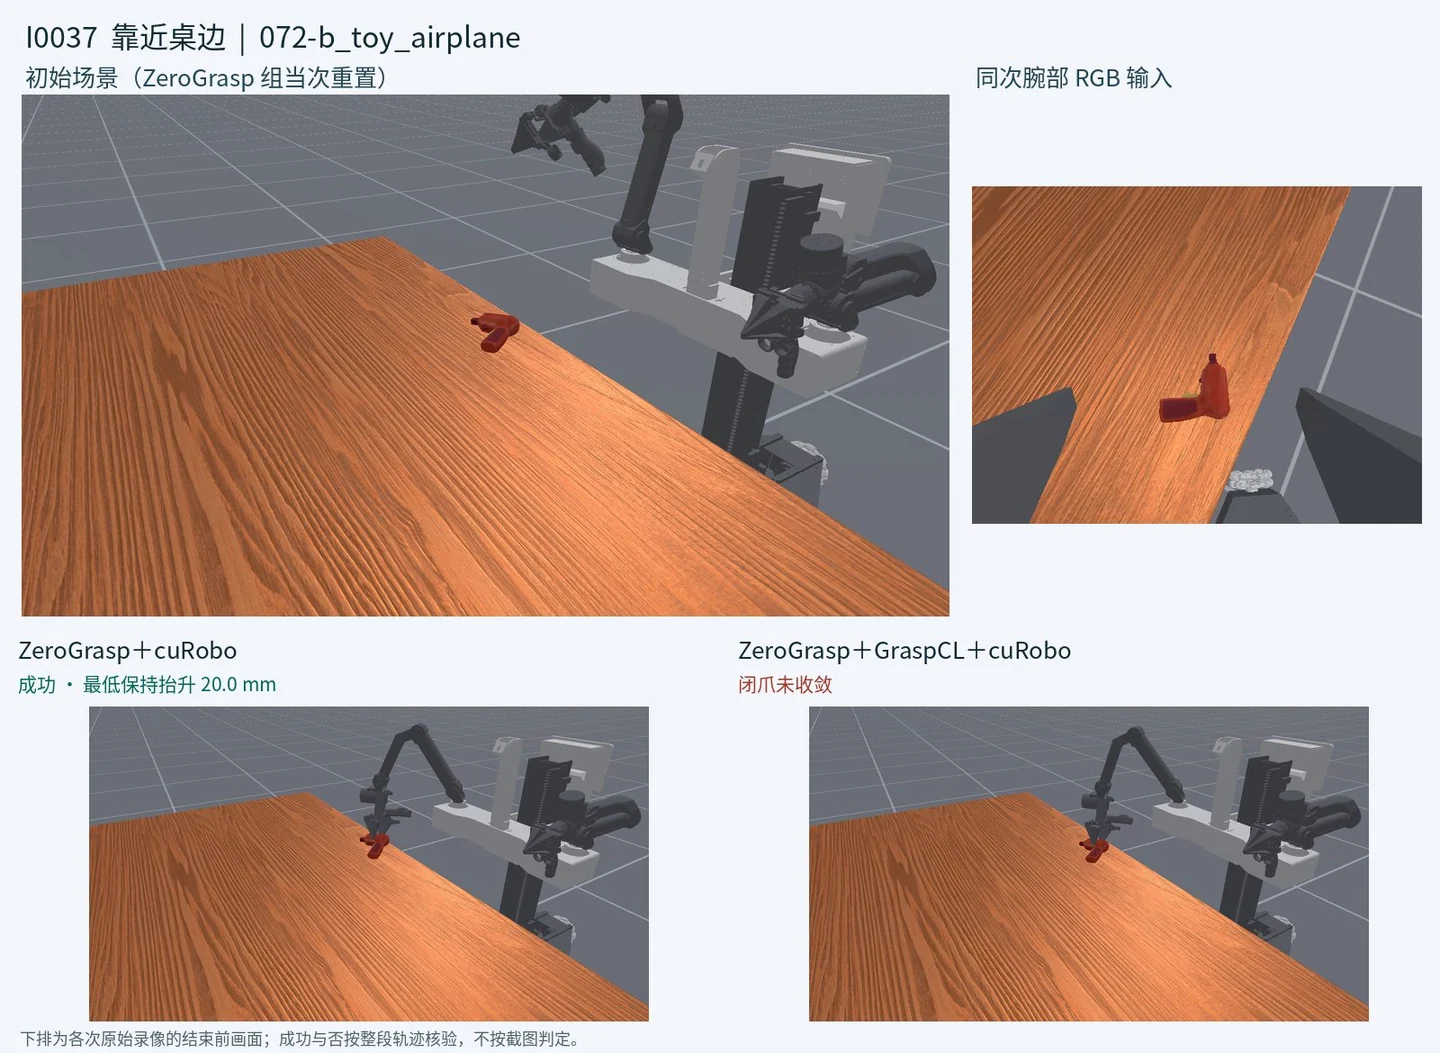 I0037 靠近桌边 | 072-b_toy_airplane
初始场景（ZeroGrasp 组当次重置）
同次腕部 RGB 输入
ZeroGrasp＋cuRobo
成功 · 最低保持抬升 20.0 mm
ZeroGrasp＋GraspCL＋cuRobo
闭爪未收敛
下排为各次原始录像的结束前画面；成功与否按整段轨迹核验，不按截图判定。